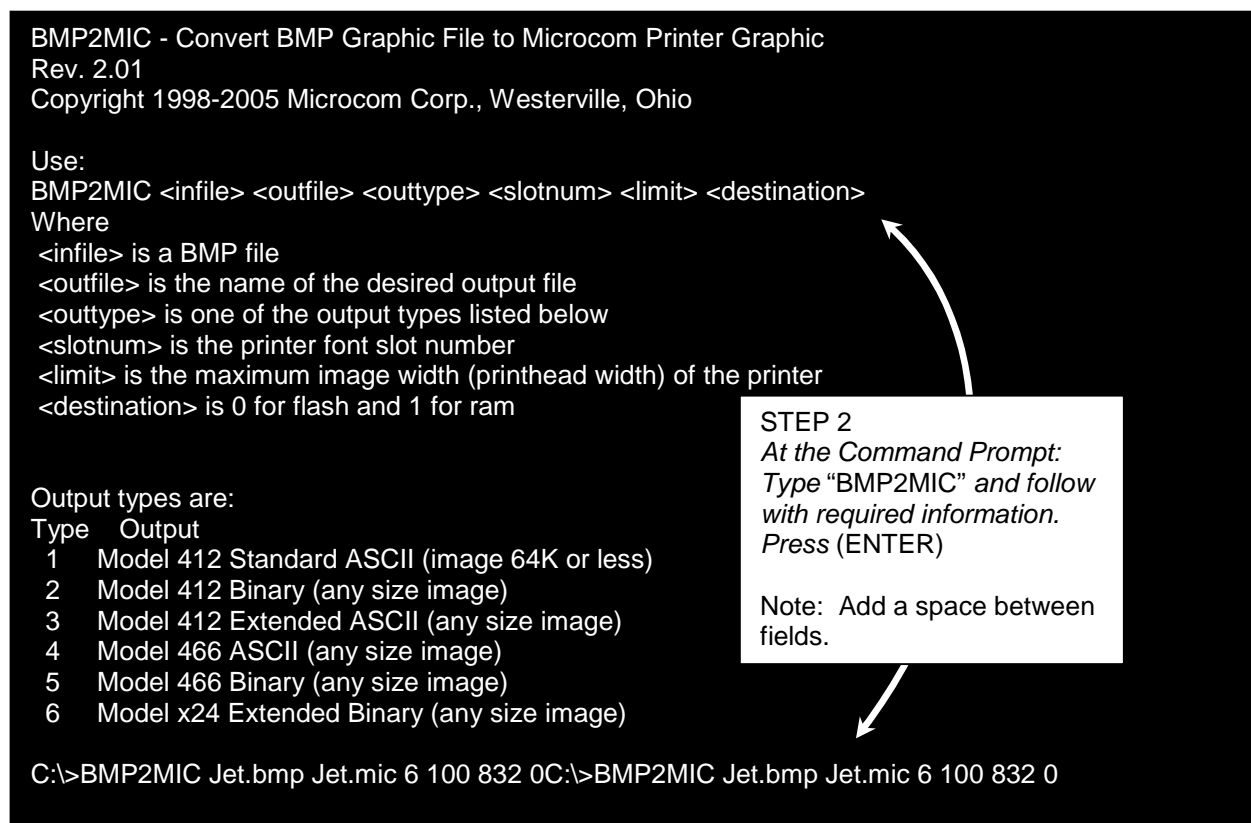 BMP2MIC - Convert BMP Graphic File to Microcom Printer Graphic
Rev. 2.01
Copyright 1998-2005 Microcom Corp., Westerville, Ohio
Use:
BMP2MIC <infile> <outfile> <outtype> <slotnum> <limit> <destination>
Where
<infile> is a BMP file
<outfile> is the name of the desired output file
<outtype> is one of the output types listed below
<slotnum> is the printer font slot number
<limit> is the maximum image width (printhead width) of the printer
<destination> is 0 for flash and 1 for ram
Output types are:
Type Output
1 Model 412 Standard ASCII (image 64K or less)
2 Model 412 Binary (any size image)
3 Model 412 Extended ASCII (any size image)
4 Model 466 ASCII (any size image)
5 Model 466 Binary (any size image)
6 Model x24 Extended Binary (any size image)
C:\>BMP2MIC Jet.bmp Jet.mic 6 100 832 0C:\>BMP2MIC Jet.bmp Jet.mic 6 100 832 0
STEP 2
At the Command Prompt:
Type “BMP2MIC” and follow
with required information.
Press (ENTER)
Note: Add a space between
fields.